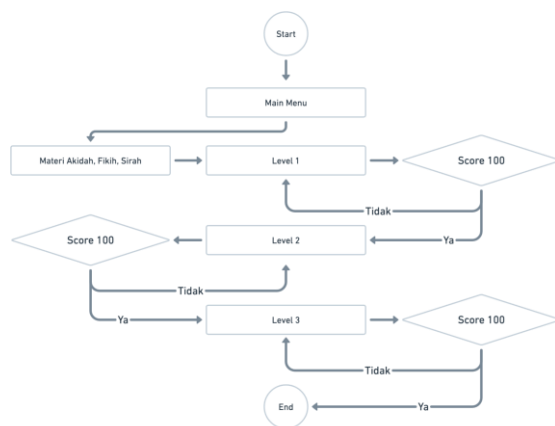 Start
Main Menu
Materi Akidah, Fikih, Sirah
Level 1
Score 100
Tidak
Ya
Level 2
Score 100
Tidak
Ya
Level 3
Score 100
Tidak
Ya
End